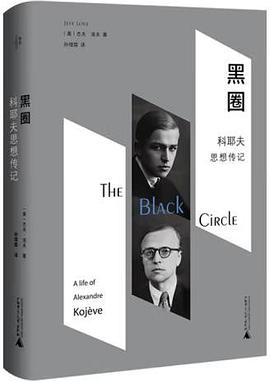 黑圈
科耶夫思想传记
JEFF LOVE
（美）杰夫·洛夫 著
孙增霖 译
黑圈
科耶夫
思想传记
THE
Black
CIRCLE
A life of
Alexandre
Kojève